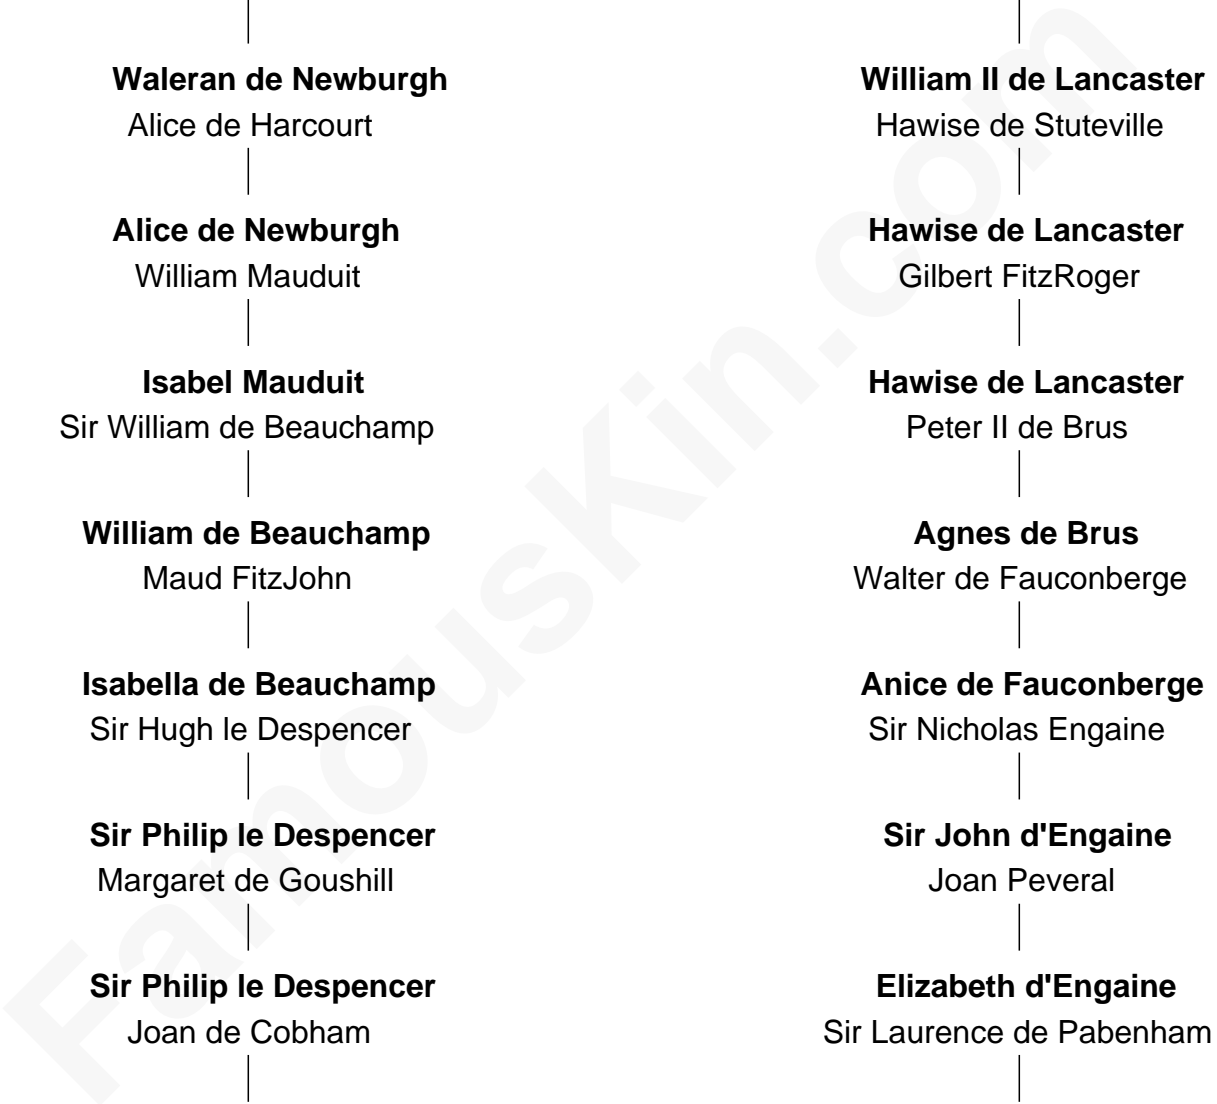 Waleran de Newburgh
Alice de Harcourt
Alice de Newburgh
William Mauduit
Isabel Mauduit
Sir William de Beauchamp
William de Beauchamp
Maud FitzJohn
Isabella de Beauchamp
Sir Hugh le Despencer
Sir Philip le Despencer
Margaret de Goushill
Sir Philip le Despencer
Joan de Cobham
William II de Lancaster
Hawise de Stuteville
Hawise de Lancaster
Gilbert FitzRoger
Hawise de Lancaster
Peter II de Brus
Agnes de Brus
Walter de Fauconberge
Anice de Fauconberge
Sir Nicholas Engaine
Sir John d'Engaine
Joan Peveral
Elizabeth d'Engaine
Sir Laurence de Pabenham
FamousKin.com